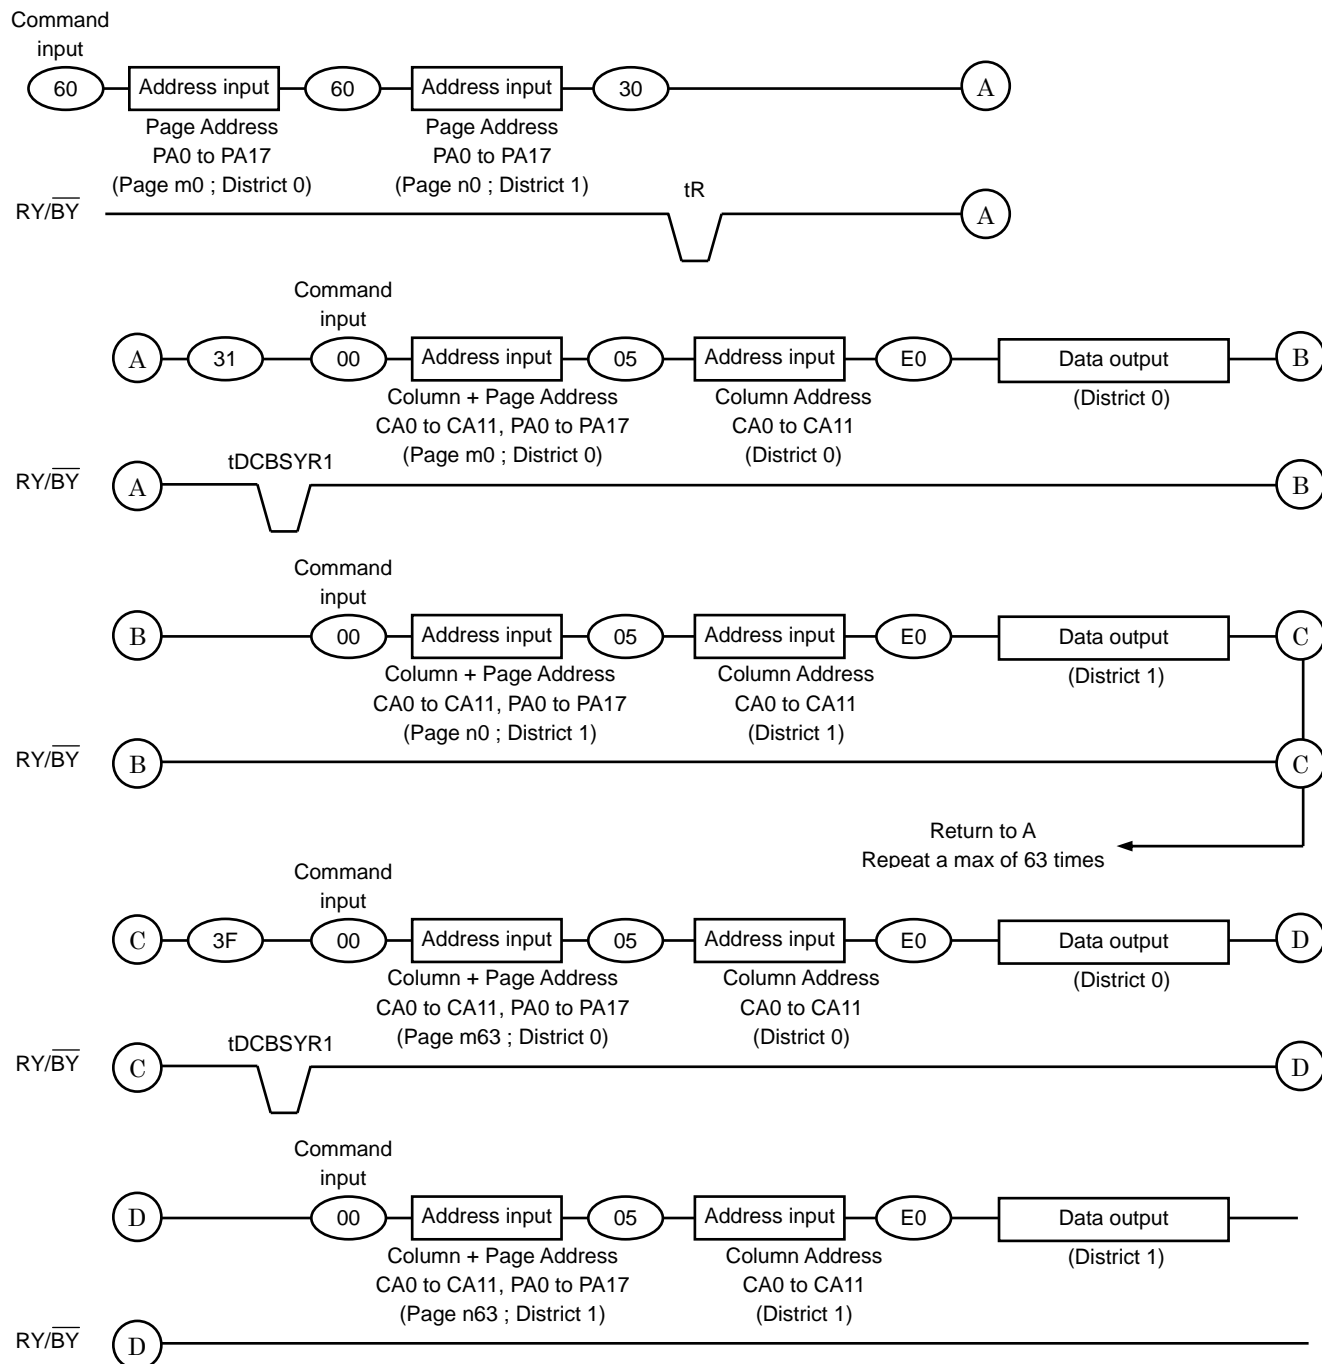 Command
input
60 Address input 60 Address input 30 A
Page Address Page Address
PA0 to PA17 PA0 to PA17
(Page m0 ; District 0) (Page n0 ; District 1)
tR
RY/BY A
Command
input
A 31 00 Address input 05 Address input E0 Data output B
Column + Page Address Column Address (District 0)
CA0 to CA11, PA0 to PA17 CA0 to CA11
(Page m0 ; District 0) (District 0)
tDCBSYR1
RY/BY A B
Command
input
B 00 Address input 05 Address input E0 Data output C
Column + Page Address Column Address (District 1)
CA0 to CA11, PA0 to PA17 CA0 to CA11
(Page n0 ; District 1) (District 1)
RY/BY B C
Return to A
Repeat a max of 63 times
Command
input
C 3F 00 Address input 05 Address input E0 Data output D
Column + Page Address Column Address (District 0)
CA0 to CA11, PA0 to PA17 CA0 to CA11
(Page m63 ; District 0) (District 0)
tDCBSYR1
RY/BY C D
Command
input
D 00 Address input 05 Address input E0 Data output
Column + Page Address Column Address (District 1)
CA0 to CA11, PA0 to PA17 CA0 to CA11
(Page n63 ; District 1) (District 1)
RY/BY D